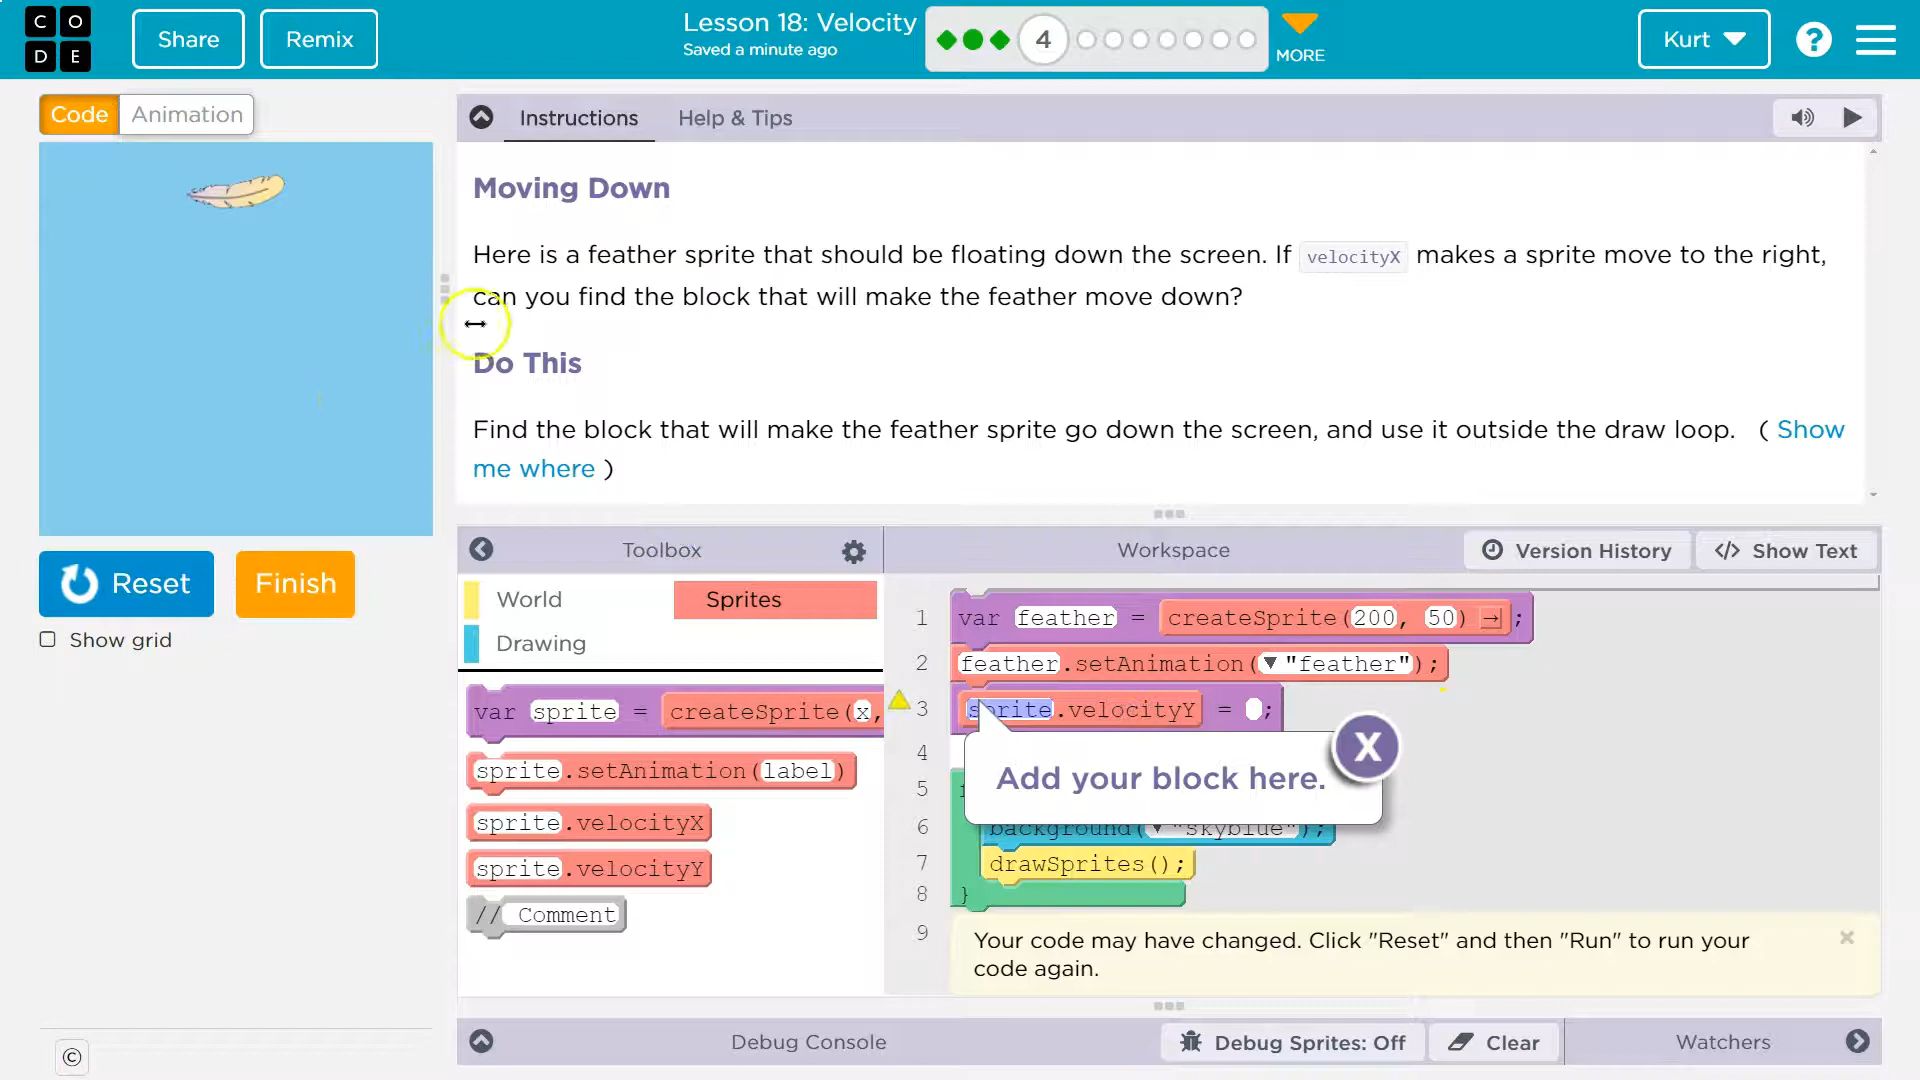 CODE
Share
Remix
Lesson 18: Velocity
Saved a minute ago
4
MORE
Kurt
?
Code
Animation
Instructions
Help & Tips
Moving Down
Here is a feather sprite that should be floating down the screen. If velocityX makes a sprite move to the right,
can you find the block that will make the feather move down?
Do This
Find the block that will make the feather sprite go down the screen, and use it outside the draw loop. ( Show
me where )
Reset
Finish
Show grid
Toolbox
Workspace
Version History
</> Show Text
World
Sprites
Drawing
var sprite = createSprite(x,
sprite.setAnimation(label)
sprite.velocityX
sprite.velocityY
// Comment
1 var feather = createSprite(200, 50) → ;
2 feather.setAnimation(▼ "feather");
3 sprite.velocityY = ;
4
Add your block here.
X
5
6 background(▼ "skyblue");
7 drawSprites();
8 }
9
Your code may have changed. Click "Reset" and then "Run" to run your
code again.
×
Debug Console
Debug Sprites: Off
Clear
Watchers
©